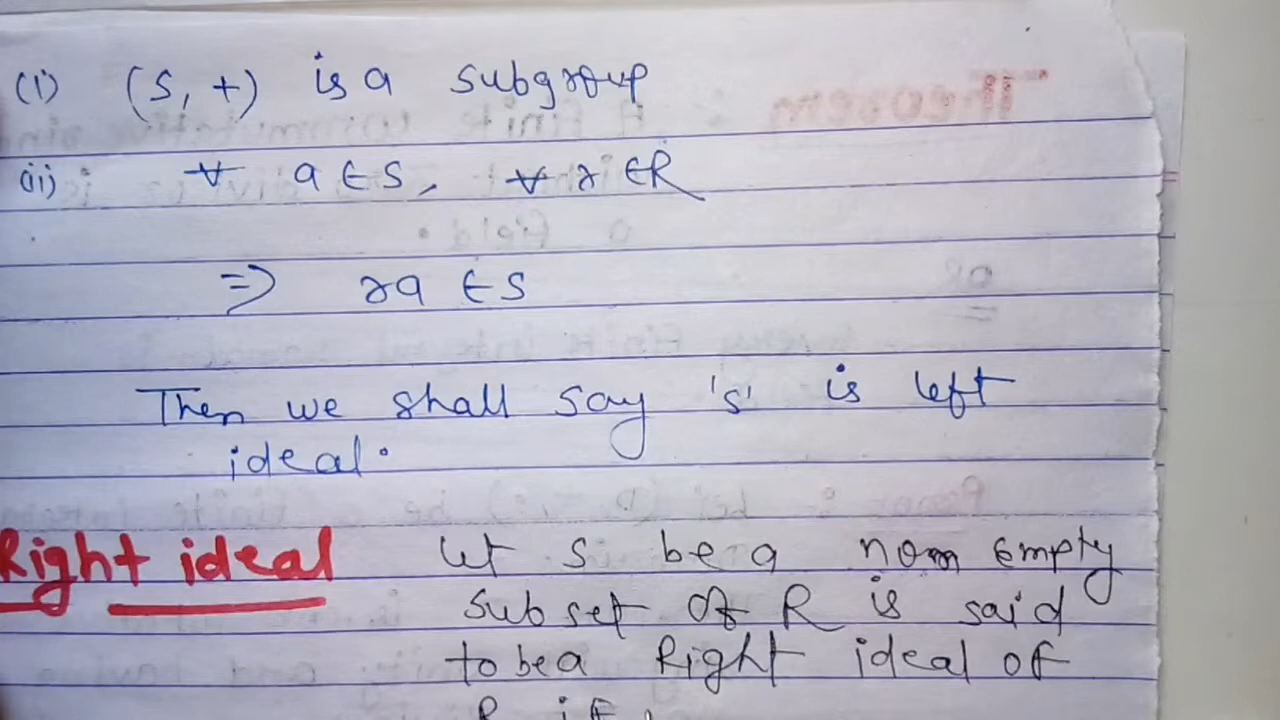 (i) (S, +) is a subgroup
(ii) ∀ a ∈ S, ∀ r ∈ R
⇒ ra ∈ S
Then we shall say 's' is left
ideal.
Right ideal Let S be a non empty
subset of R is said
to be a Right ideal of
R if